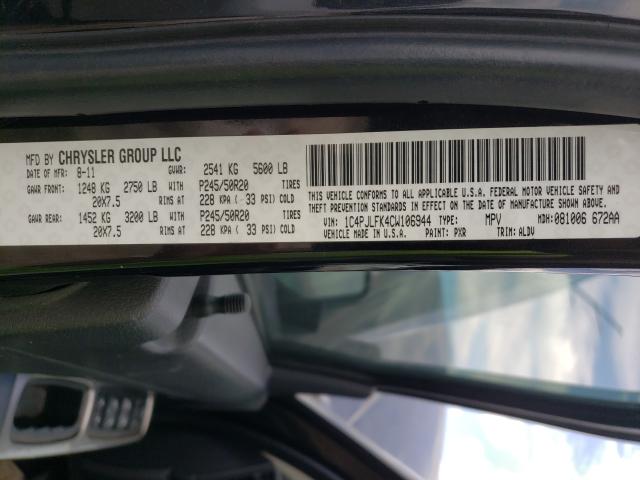 MFD BY CHRYSLER GROUP LLC
DATE OF MFR: 8-11 GVWR: 2541 KG 5600 LB
GAWR FRONT: 1248 KG 2750 LB WITH P245/50R20 TIRES
20X7.5 RIMS AT 228 KPA ( 33 PSI) COLD
GAWR REAR: 1452 KG 3200 LB WITH P245/50R20 TIRES
20X7.5 RIMS AT 228 KPA ( 33 PSI) COLD
THIS VEHICLE CONFORMS TO ALL APPLICABLE U.S.A. FEDERAL MOTOR VEHICLE SAFETY AND
THEFT PREVENTION STANDARDS IN EFFECT ON THE DATE OF MANUFACTURE SHOWN ABOVE.
VIN: 1C4PJLFK4CW106944 TYPE: MPV MDH: 081006 672AA
VEHICLE MADE IN U.S.A. PAINT: PXR TRIM: ALDV